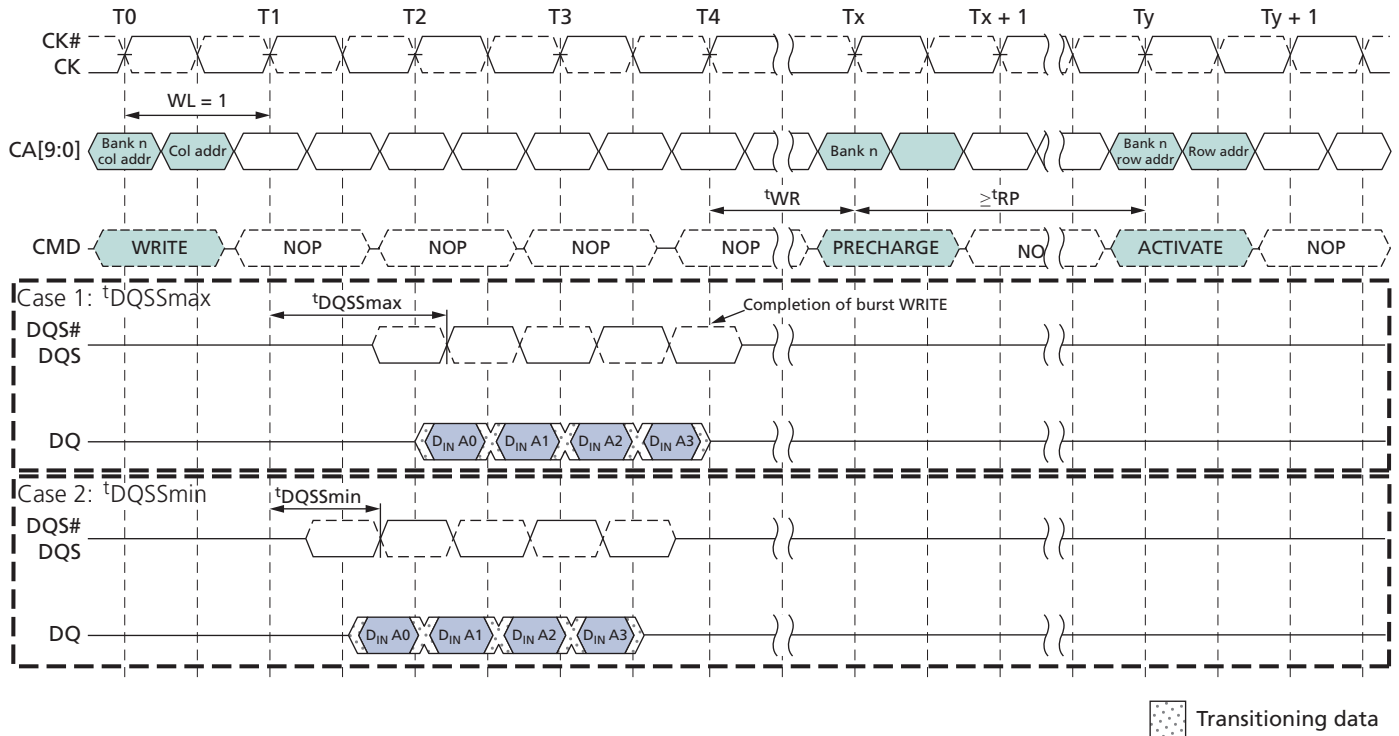 T0 T1 T2 T3 T4 Tx Tx + 1 Ty Ty + 1
CK#
CK
WL = 1
CA[9:0] Bank n col addr Col addr Bank n Bank n row addr Row addr
tWR ≥tRP
CMD WRITE NOP NOP NOP NOP PRECHARGE NO ACTIVATE NOP
Case 1: tDQSSmax
tDQSSmax
Completion of burst WRITE
DQS#
DQS
DQ DIN A0 DIN A1 DIN A2 DIN A3
Case 2: tDQSSmin
tDQSSmin
DQS#
DQS
DQ DIN A0 DIN A1 DIN A2 DIN A3
Transitioning data